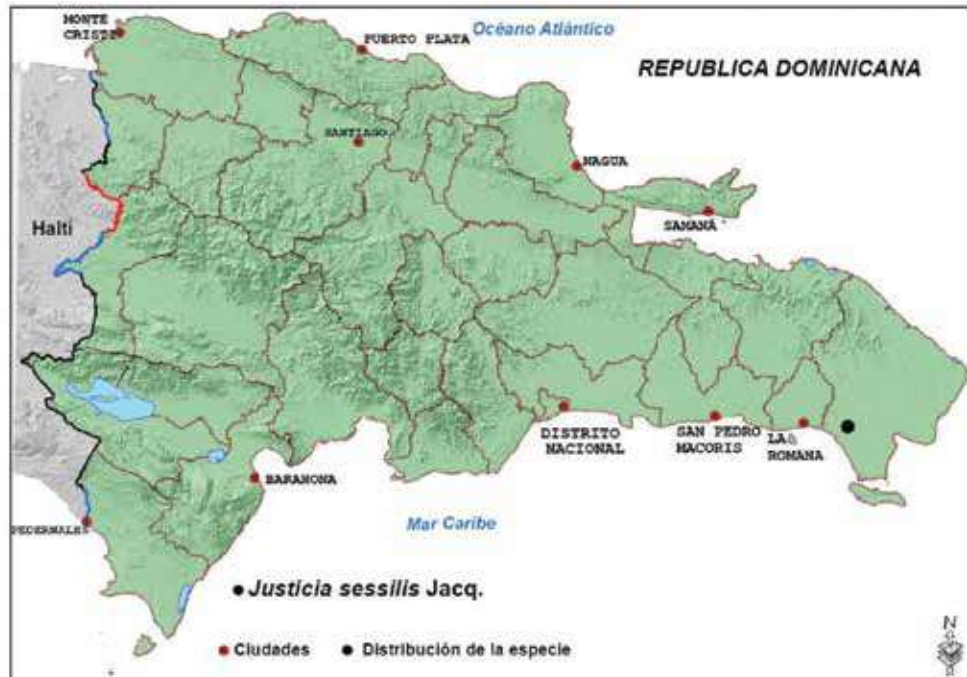 MONTE
CRISTI
PUERTO PLATA
Océano Atlántico
REPUBLICA DOMINICANA
SANTIAGO
NAGUA
SAMANÁ
Haití
DISTRITO
NACIONAL
SAN PEDRO
MACORIS
LA
ROMANA
BARAHONA
PEDERNALES
Mar Caribe
Justicia sessilis Jacq.
Ciudades
Distribución de la especie
N